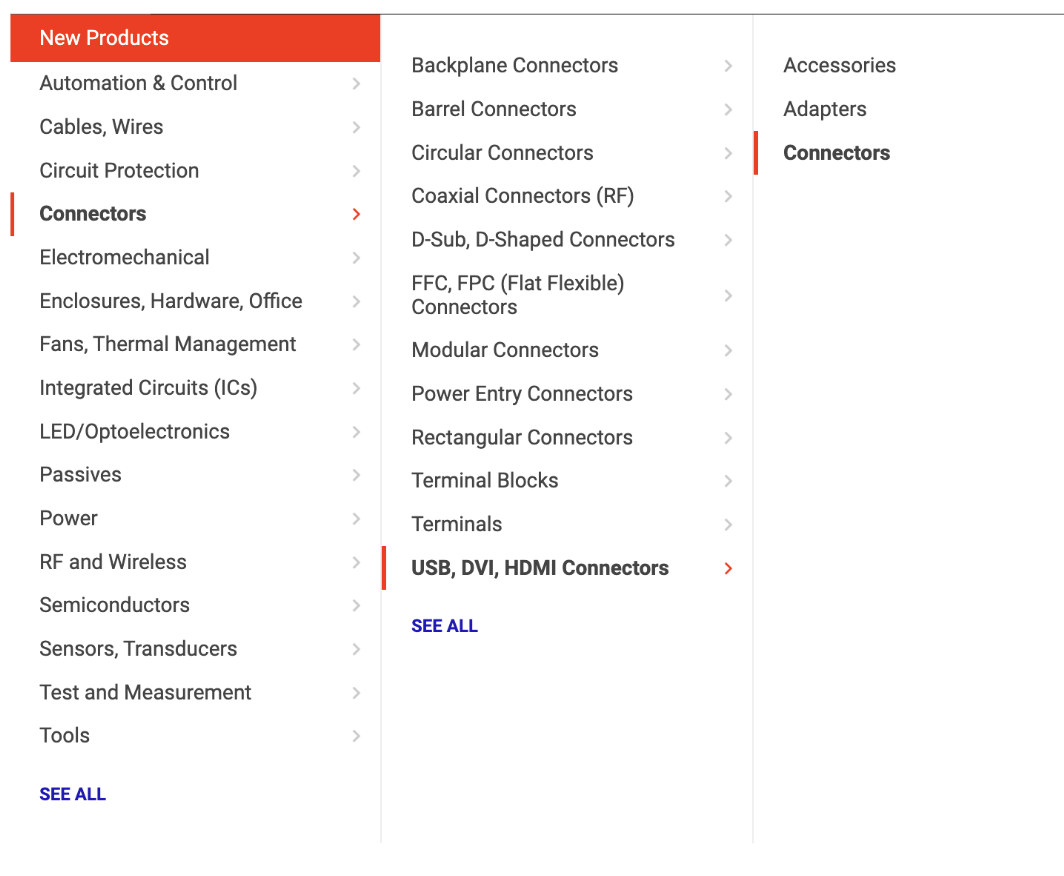 New Products
Automation & Control
Cables, Wires
Circuit Protection
Connectors
Electromechanical
Enclosures, Hardware, Office
Fans, Thermal Management
Integrated Circuits (ICs)
LED/Optoelectronics
Passives
Power
RF and Wireless
Semiconductors
Sensors, Transducers
Test and Measurement
Tools
SEE ALL
Backplane Connectors
Barrel Connectors
Circular Connectors
Coaxial Connectors (RF)
D-Sub, D-Shaped Connectors
FFC, FPC (Flat Flexible)
Connectors
Modular Connectors
Power Entry Connectors
Rectangular Connectors
Terminal Blocks
Terminals
USB, DVI, HDMI Connectors
SEE ALL
Accessories
Adapters
Connectors